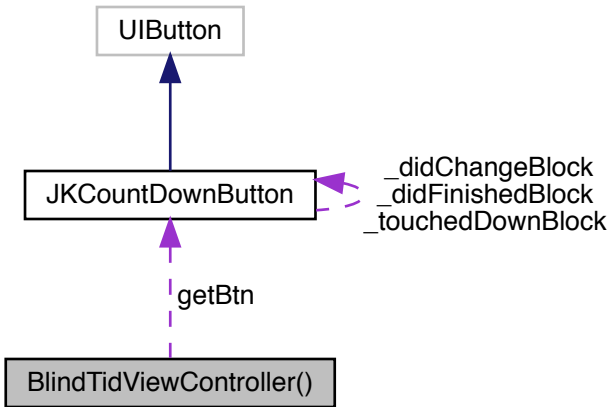 UIButton
JKCountDownButton
_didChangeBlock
_didFinishedBlock
_touchedDownBlock
getBtn
BlindTidViewController()